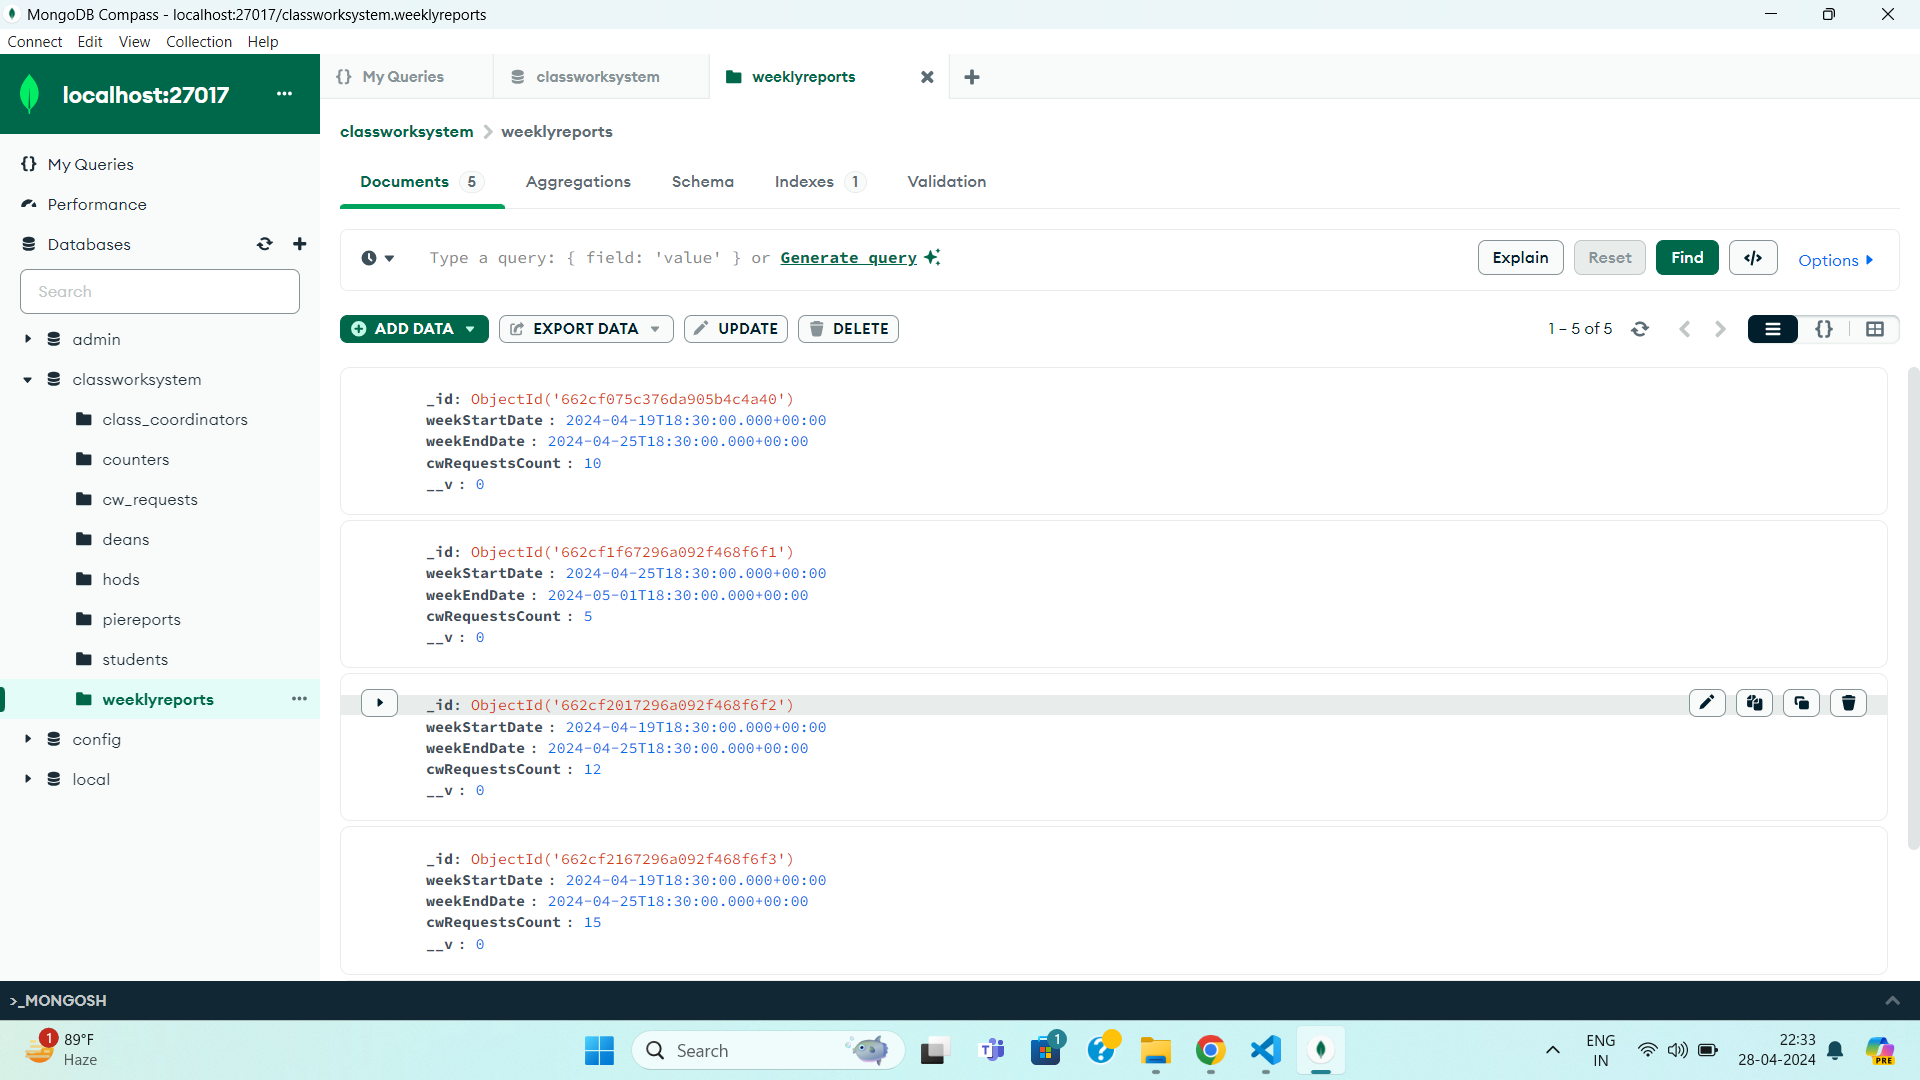 MongoDB Compass - localhost:27017/classworksystem.weeklyreports
Connect Edit View Collection Help
localhost:27017 ...
{} My Queries
classworksystem
weeklyreports
classworksystem > weeklyreports
My Queries
Performance
Databases
Search
admin
classworksystem
class_coordinators
counters
cw_requests
deans
hods
piereports
students
weeklyreports ...
config
local
Documents 5 Aggregations Schema Indexes 1 Validation
Type a query: { field: 'value' } or Generate query
Explain Reset Find </> Options
ADD DATA EXPORT DATA UPDATE DELETE
1 – 5 of 5 {}
_id: ObjectId('662cf075c376da905b4c4a40')
weekStartDate : 2024-04-19T18:30:00.000+00:00
weekEndDate : 2024-04-25T18:30:00.000+00:00
cwRequestsCount : 10
__v : 0
_id: ObjectId('662cf1f67296a092f468f6f1')
weekStartDate : 2024-04-25T18:30:00.000+00:00
weekEndDate : 2024-05-01T18:30:00.000+00:00
cwRequestsCount : 5
__v : 0
_id: ObjectId('662cf2017296a092f468f6f2')
weekStartDate : 2024-04-19T18:30:00.000+00:00
weekEndDate : 2024-04-25T18:30:00.000+00:00
cwRequestsCount : 12
__v : 0
_id: ObjectId('662cf2167296a092f468f6f3')
weekStartDate : 2024-04-19T18:30:00.000+00:00
weekEndDate : 2024-04-25T18:30:00.000+00:00
cwRequestsCount : 15
__v : 0
>_MONGOSH
1
89°F
Haze
Search
1
ENG
IN
22:33
28-04-2024
PRE